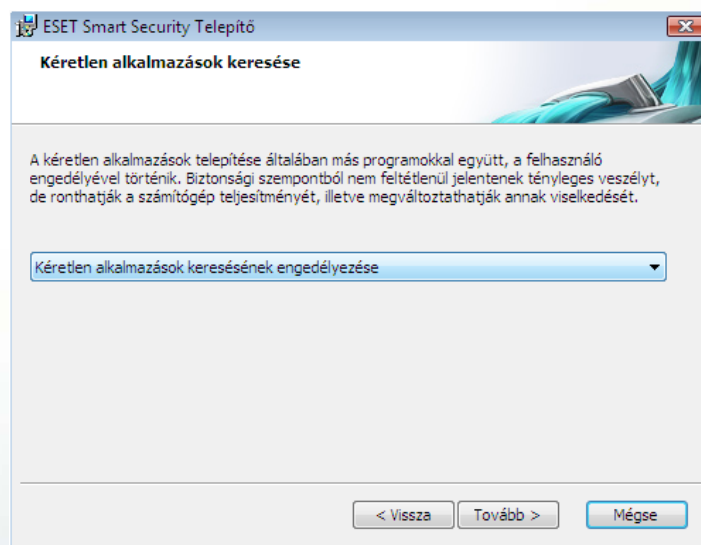 ESET Smart Security Telepítő
Kéretlen alkalmazások keresése
A kéretlen alkalmazások telepítése általában más programokkal együtt, a felhasználó
engedélyével történik. Biztonsági szempontból nem feltétlenül jelentenek tényleges veszélyt,
de ronthatják a számítógép teljesítményét, illetve megváltoztathatják annak viselkedését.
Kéretlen alkalmazások keresésének engedélyezése
< Vissza
Tovább >
Mégse